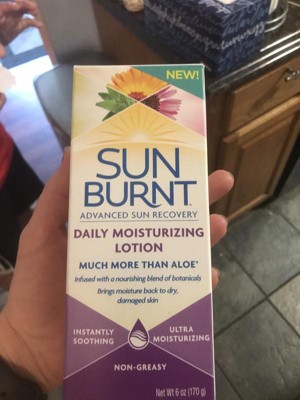 NEW!
SUN
BURNT
ADVANCED SUN RECOVERY
DAILY MOISTURIZING
LOTION
MUCH MORE THAN ALOE*
Infused with a nourishing blend of botanicals
Brings moisture back to dry,
damaged skin
INSTANTLY
SOOTHING
ULTRA
MOISTURIZING
NON-GREASY
Net Wt 6 oz (170 g)